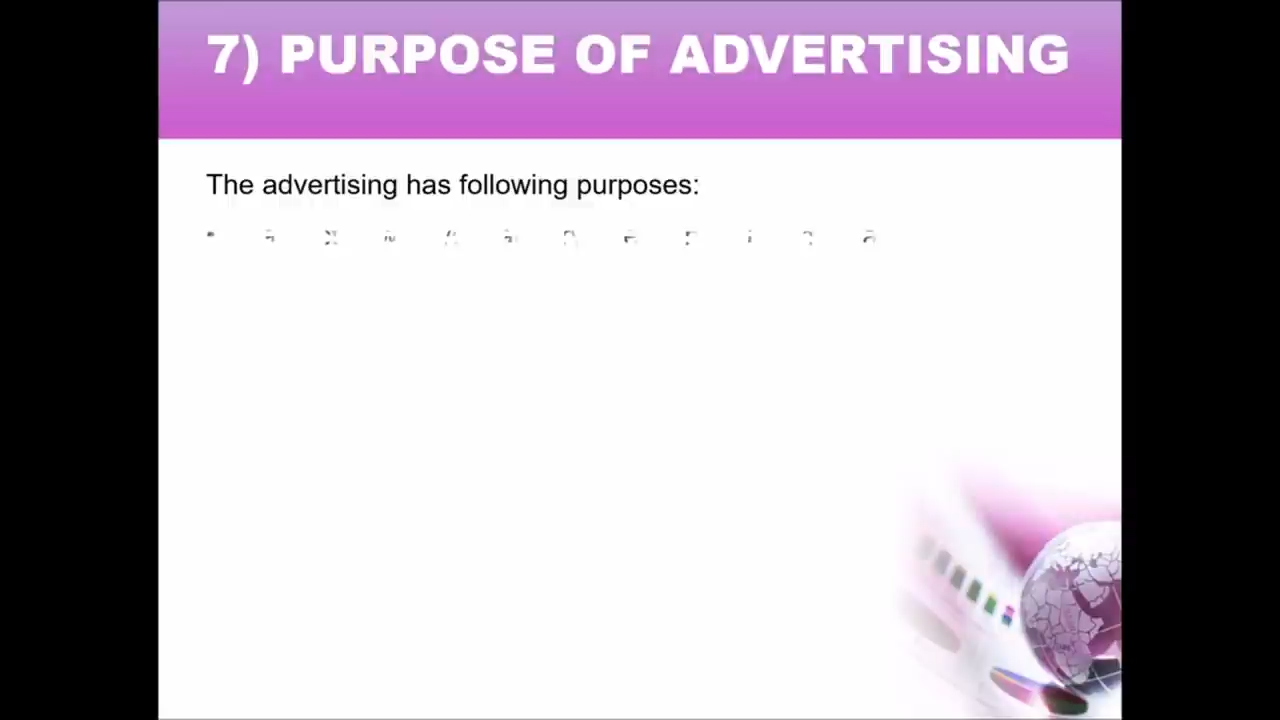 7) PURPOSE OF ADVERTISING
The advertising has following purposes: